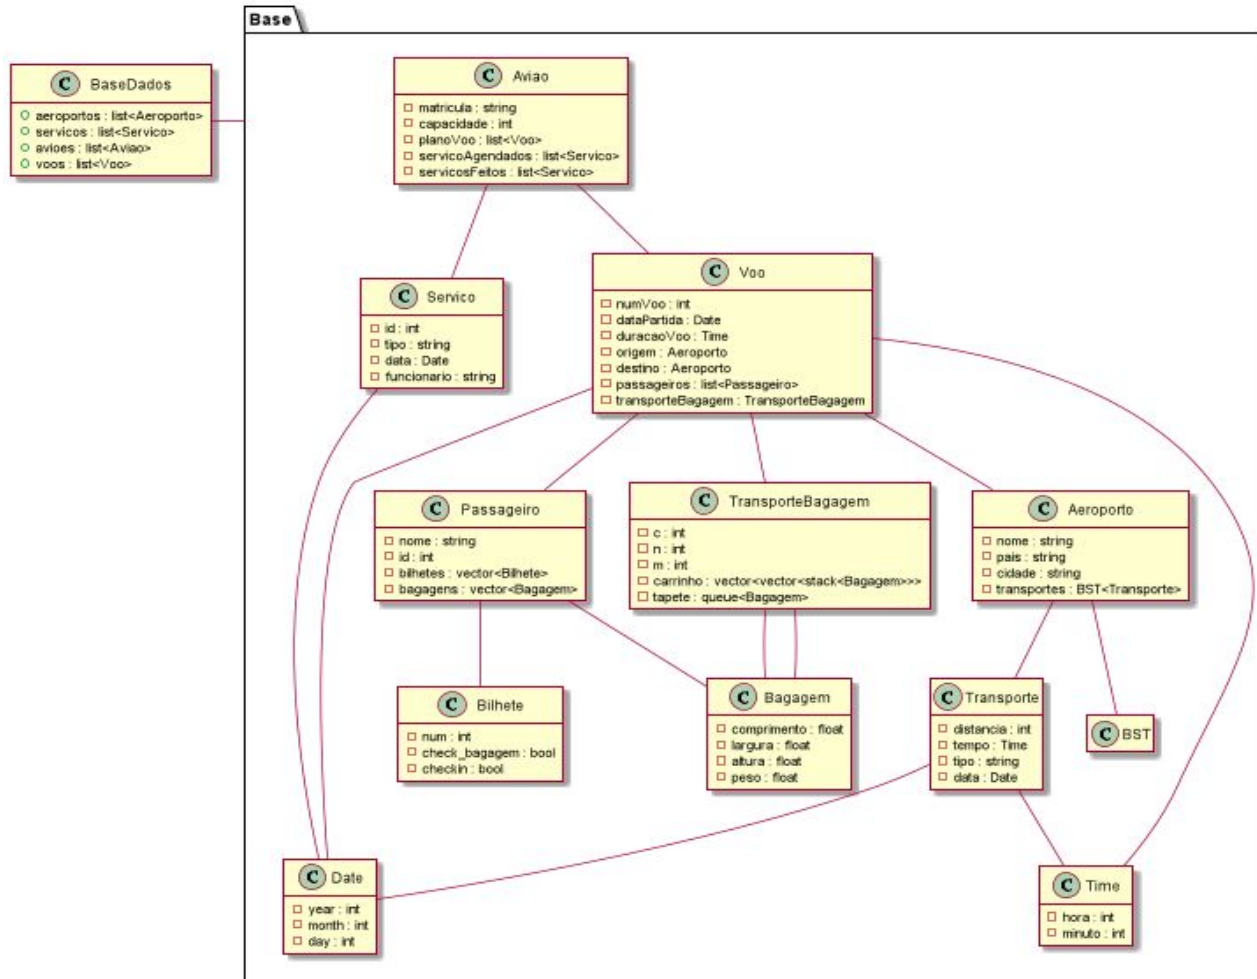 Base
C BaseDados
aeroportos : list<Aeroporto>
servicos : list<Servico>
avioes : list<Aviao>
voos : list<Voo>
C Aviao
matricula : string
capacidade : int
planoVoo : list<Voo>
servicoAgendados : list<Servico>
servicosFeitos : list<Servico>
C Servico
id : int
tipo : string
data : Date
funcionario : string
C Voo
numVoo : int
dataPartida : Date
duracaoVoo : Time
origem : Aeroporto
destino : Aeroporto
passageiros : list<Passageiro>
transporteBagagem : TransporteBagagem
C Passageiro
nome : string
id : int
bilhetes : vector<Bilhete>
bagagens : vector<Bagagem>
C TransporteBagagem
c : int
n : int
m : int
carrinho : vector<vector<stack<Bagagem>>>
tapete : queue<Bagagem>
C Aeroporto
nome : string
pais : string
cidade : string
transportes : BST<Transporte>
C Bilhete
num : int
check_bagagem : bool
checkin : bool
C Bagagem
comprimento : float
largura : float
altura : float
peso : float
C Transporte
distancia : int
tempo : Time
tipo : string
data : Date
C BST
C Date
year : int
month : int
day : int
C Time
hora : int
minuto : int